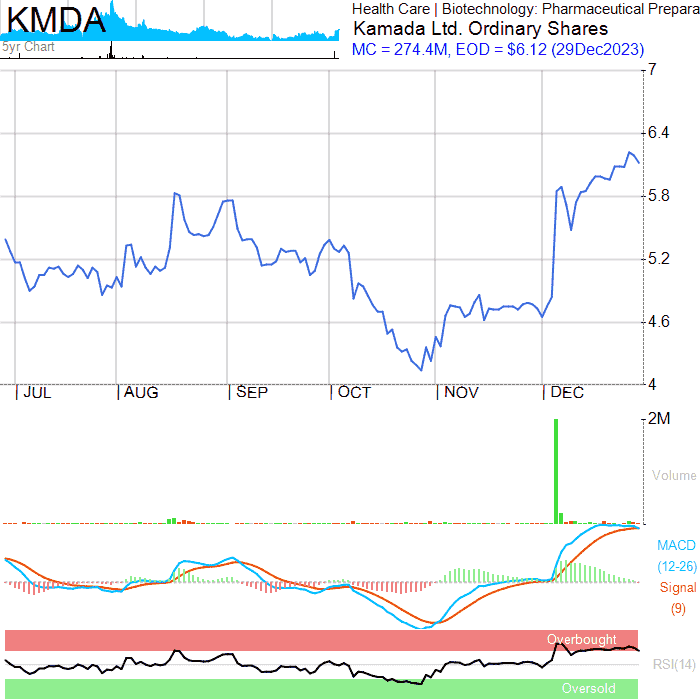 KMDA
5yr Chart
Health Care | Biotechnology: Pharmaceutical Prepara
Kamada Ltd. Ordinary Shares
MC = 274.4M, EOD = $6.12 (29Dec2023)
7
6.4
5.8
5.2
4.6
4
JUL AUG SEP OCT NOV DEC
2M
Volume
MACD
(12-26)
Signal
(9)
Overbought
RSI(14)
Oversold